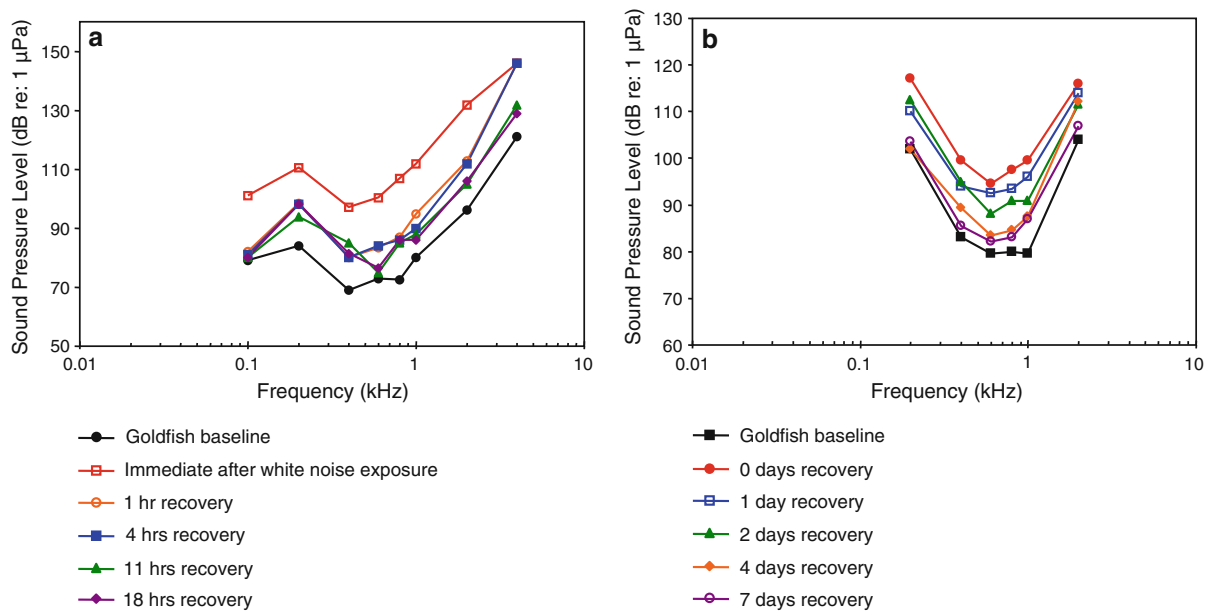 a
Sound Pressure Level (dB re: 1 µPa)
150
130
110
90
70
50
0.01
0.1
1
10
Frequency (kHz)
Goldfish baseline
Immediate after white noise exposure
1 hr recovery
4 hrs recovery
11 hrs recovery
18 hrs recovery
b
Sound Pressure Level (dB re: 1 µPa)
130
120
110
100
90
80
70
60
0.01
0.1
1
10
Frequency (kHz)
Goldfish baseline
0 days recovery
1 day recovery
2 days recovery
4 days recovery
7 days recovery